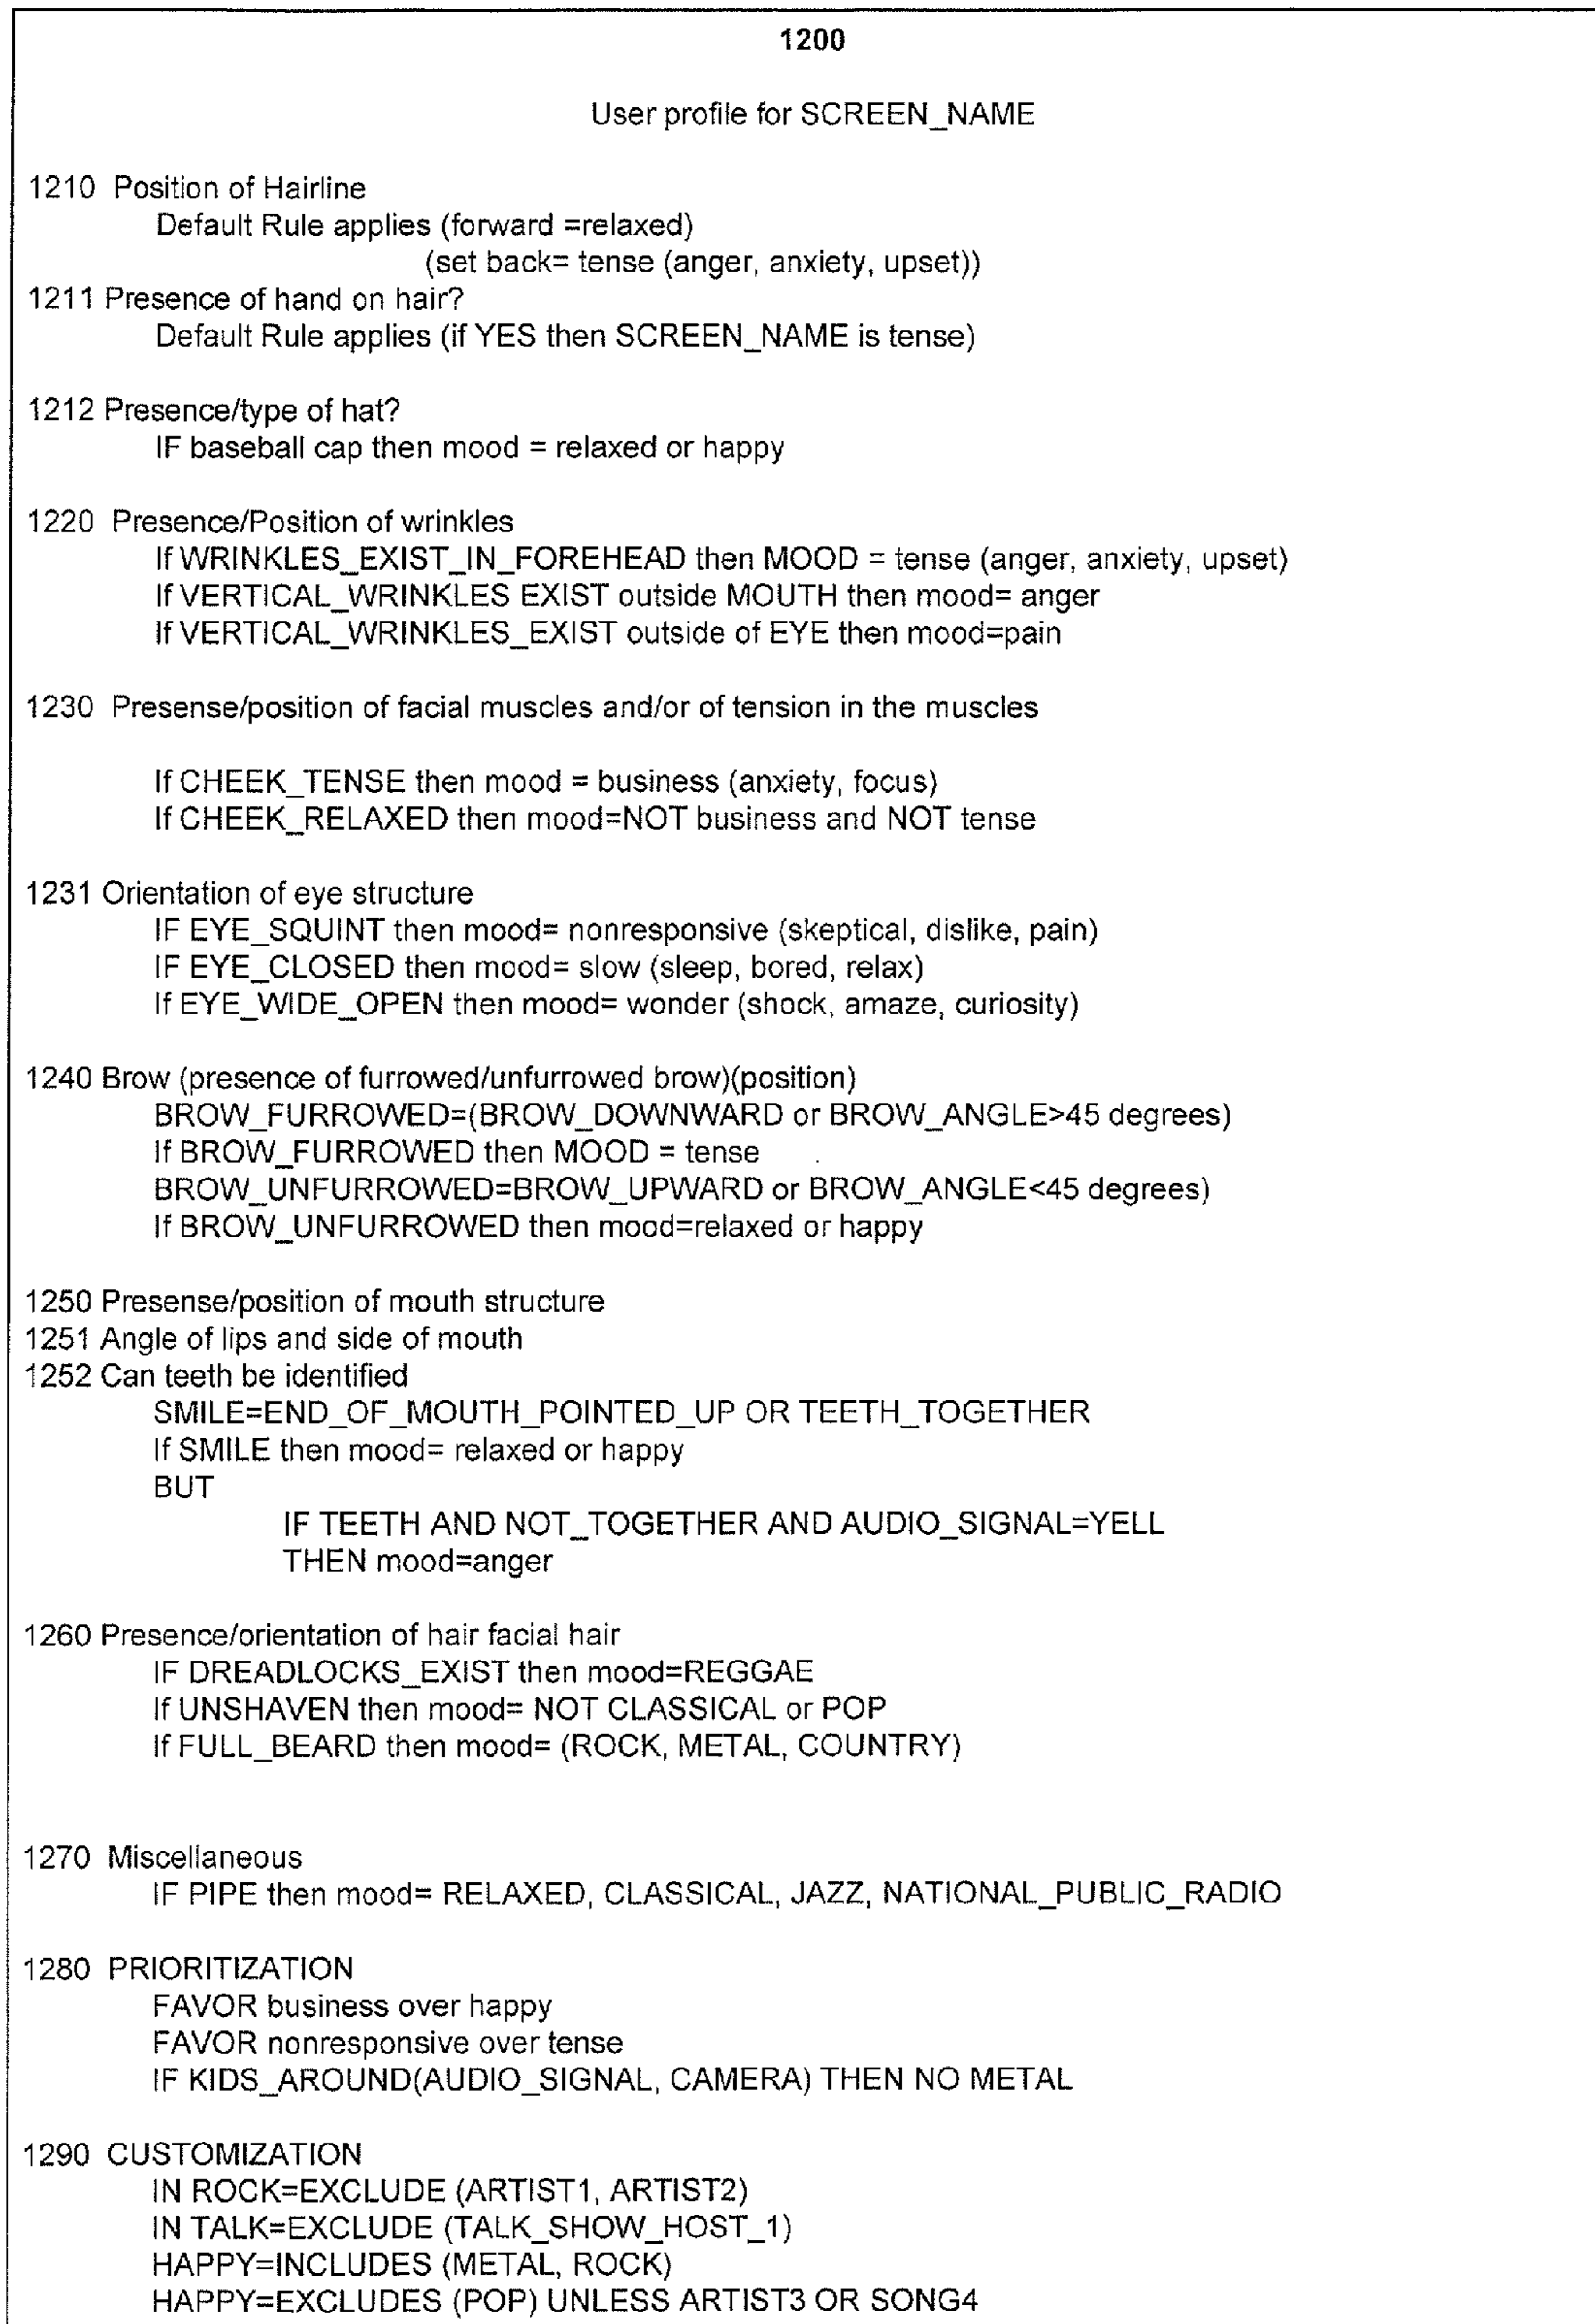 1200
User profile for SCREEN_NAME
1210 Position of Hairline
Default Rule applies (forward =relaxed)
(set back= tense (anger, anxiety, upset))
1211 Presence of hand on hair?
Default Rule applies (if YES then SCREEN_NAME is tense)
1212 Presence/type of hat?
IF baseball cap then mood = relaxed or happy
1220 Presence/Position of wrinkles
If WRINKLES_EXIST_IN_FOREHEAD then MOOD = tense (anger, anxiety, upset)
If VERTICAL_WRINKLES EXIST outside MOUTH then mood= anger
If VERTICAL_WRINKLES_EXIST outside of EYE then mood=pain
1230 Presense/position of facial muscles and/or of tension in the muscles
If CHEEK_TENSE then mood = business (anxiety, focus)
If CHEEK_RELAXED then mood=NOT business and NOT tense
1231 Orientation of eye structure
IF EYE_SQUINT then mood= nonresponsive (skeptical, dislike, pain)
IF EYE_CLOSED then mood= slow (sleep, bored, relax)
If EYE_WIDE_OPEN then mood= wonder (shock, amaze, curiosity)
1240 Brow (presence of furrowed/unfurrowed brow)(position)
BROW_FURROWED=(BROW_DOWNWARD or BROW_ANGLE>45 degrees)
If BROW_FURROWED then MOOD = tense
BROW_UNFURROWED=BROW_UPWARD or BROW_ANGLE<45 degrees)
If BROW_UNFURROWED then mood=relaxed or happy
1250 Presense/position of mouth structure
1251 Angle of lips and side of mouth
1252 Can teeth be identified
SMILE=END_OF_MOUTH_POINTED_UP OR TEETH_TOGETHER
If SMILE then mood= relaxed or happy
BUT
IF TEETH AND NOT_TOGETHER AND AUDIO_SIGNAL=YELL
THEN mood=anger
1260 Presence/orientation of hair facial hair
IF DREADLOCKS_EXIST then mood=REGGAE
If UNSHAVEN then mood= NOT CLASSICAL or POP
If FULL_BEARD then mood= (ROCK, METAL, COUNTRY)
1270 Miscellaneous
IF PIPE then mood= RELAXED, CLASSICAL, JAZZ, NATIONAL_PUBLIC_RADIO
1280 PRIORITIZATION
FAVOR business over happy
FAVOR nonresponsive over tense
IF KIDS_AROUND(AUDIO_SIGNAL, CAMERA) THEN NO METAL
1290 CUSTOMIZATION
IN ROCK=EXCLUDE (ARTIST1, ARTIST2)
IN TALK=EXCLUDE (TALK_SHOW_HOST_1)
HAPPY=INCLUDES (METAL, ROCK)
HAPPY=EXCLUDES (POP) UNLESS ARTIST3 OR SONG4